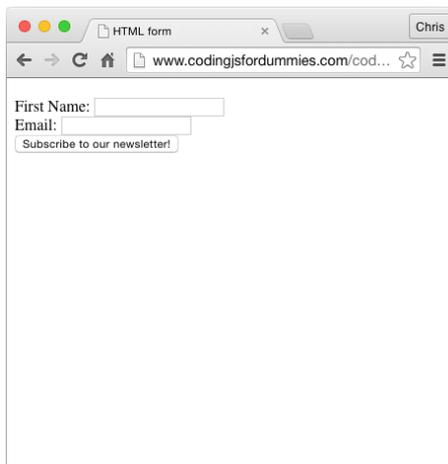 HTML form
Chris
www.codingjsfordummies.com/cod...
First Name:
Email:
Subscribe to our newsletter!